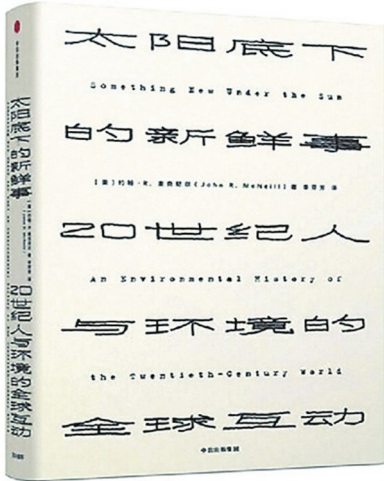 太阳底下
Something New Under the Sun
的新鲜事
[美]约翰·R.麦克尼尔(John R. McNeill) 著
20世纪人
An Environmental History of
与环境的
the Twentieth-Century World
全球互动
中信出版集团
太阳底下的新鲜事
20世纪人与环境的全球互动